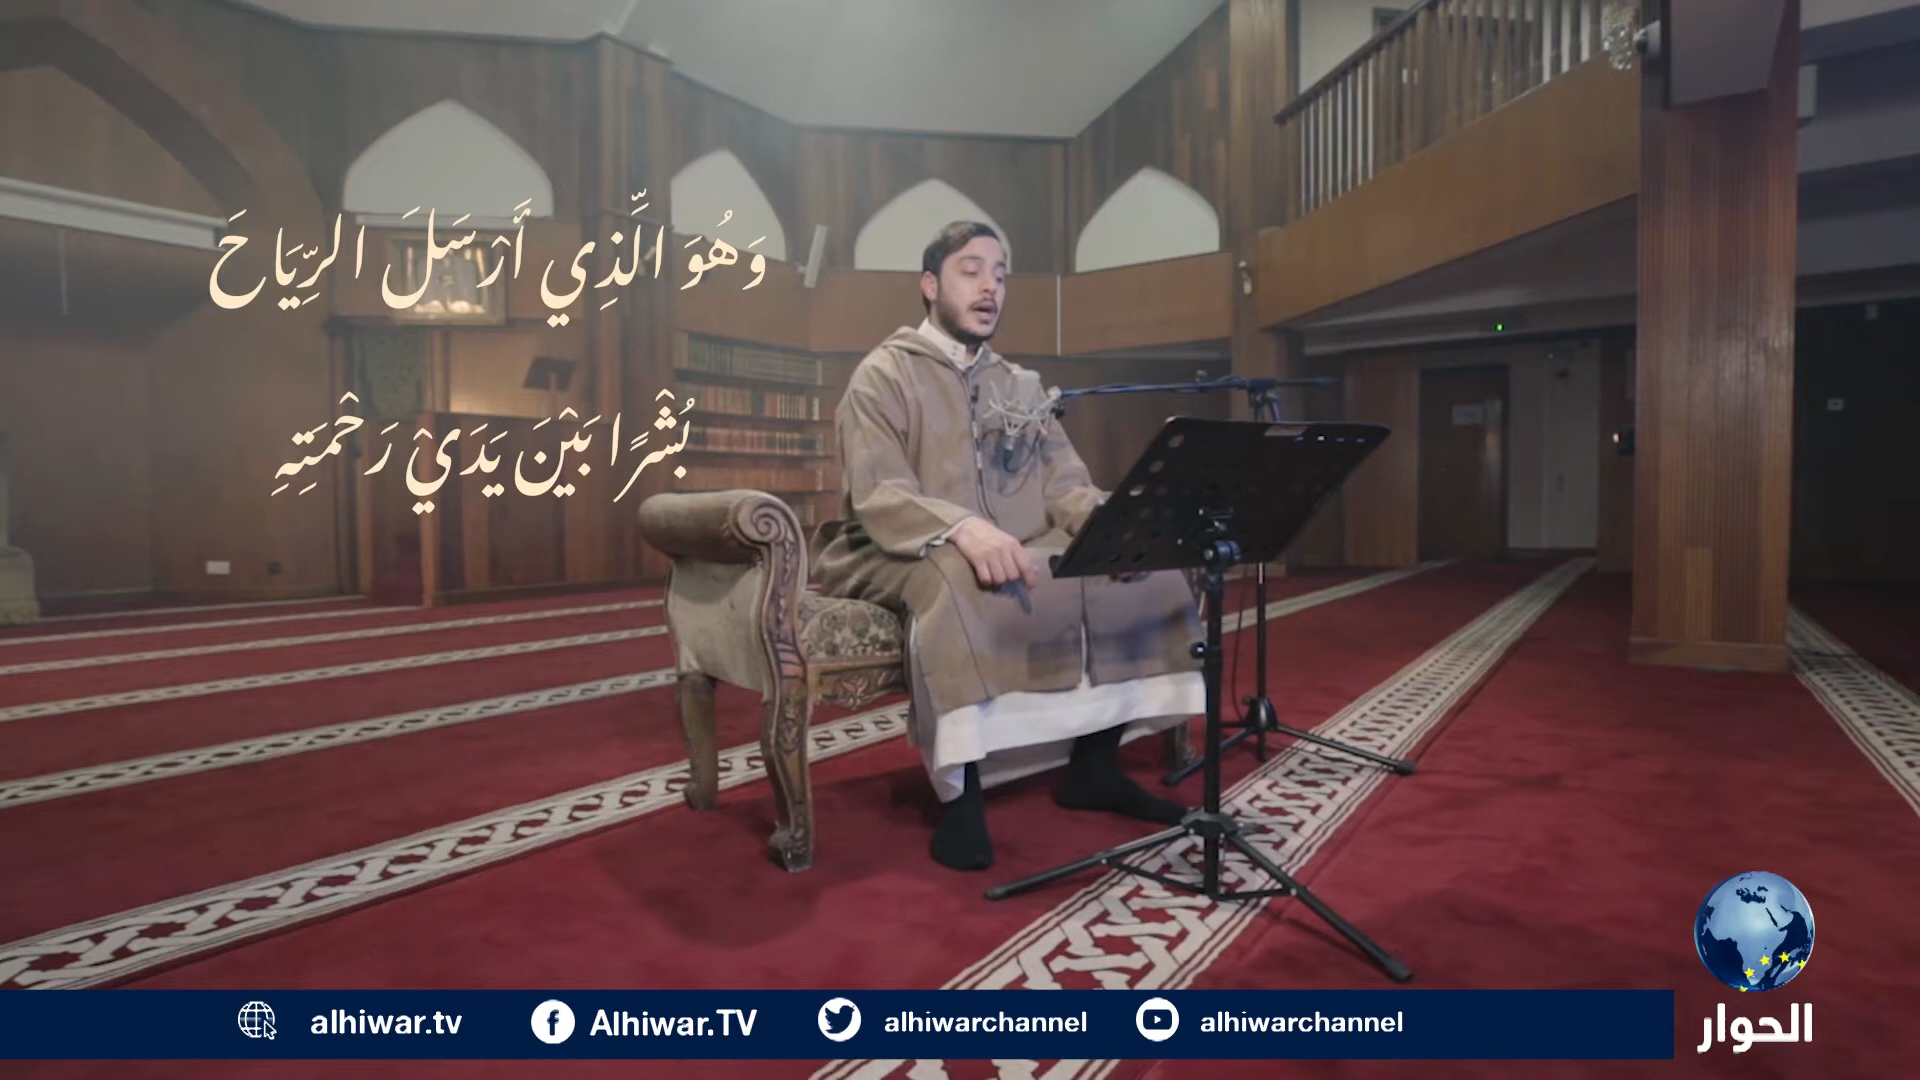 وَهُوَ الَّذِي أَرْسَلَ الرِّيَاحَ
بُشْرًا بَيْنَ يَدَيْ رَحْمَتِهِ
alhiwar.tv
Alhiwar.TV
alhiwarchannel
alhiwarchannel
الحوار